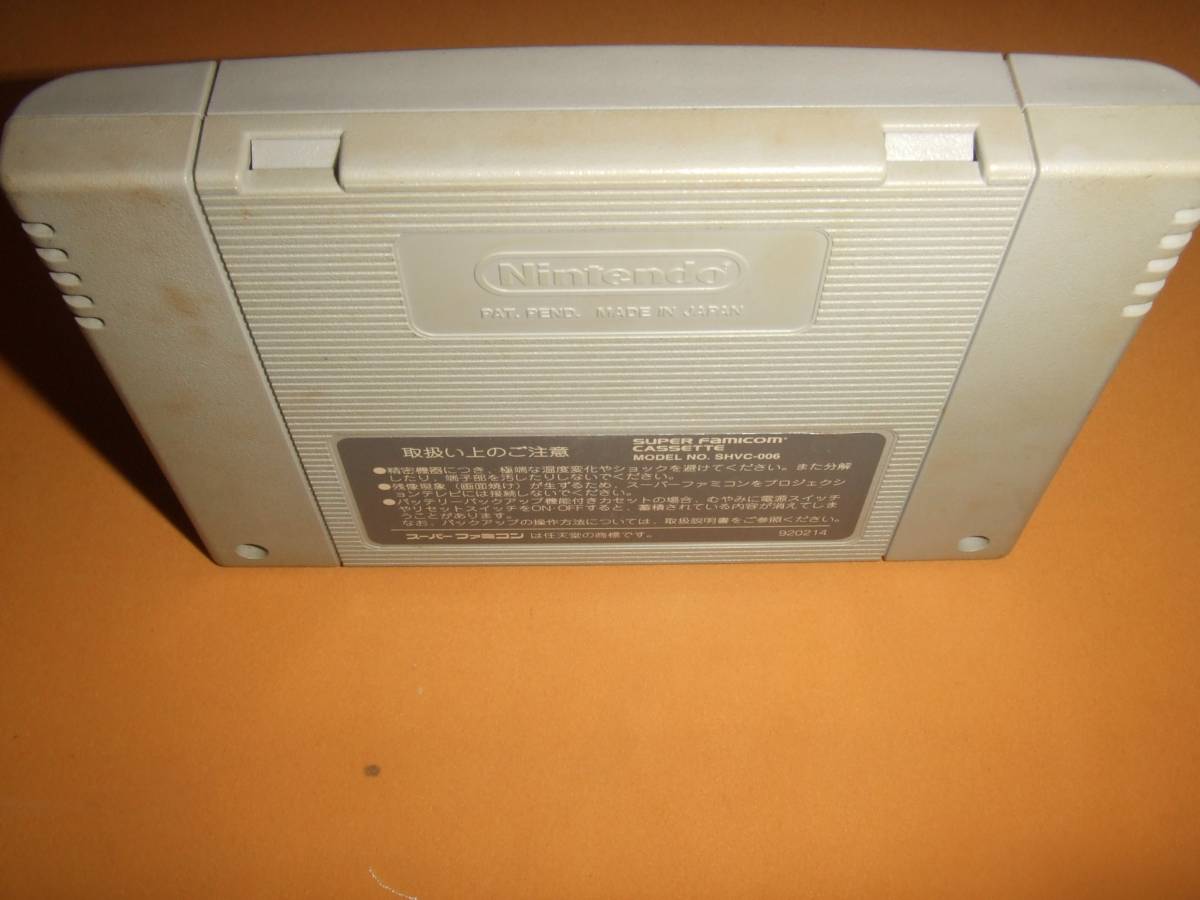 Nintendo®
PAT. PEND. MADE IN JAPAN
取扱い上のご注意
SUPER FAMICOM®
CASSETTE
MODEL NO. SHVC-006
●精密機器につき、極端な温度変化やショックを避けてください。また分解
したり、端子部を汚したりしないでください。
●残像現象（画面焼け）が生ずるため、スーパーファミコンをプロジェクシ
ョンテレビには接続しないでください。
●バッテリーバックアップ機能付きカセットの場合、むやみに電源スイッチ
やリセットスイッチをON・OFFすると、蓄積されている内容が消えてしま
うことがあります。
なお、バックアップの操作方法については、取扱説明書をご参照ください。
スーパーファミコン は任天堂の商標です。
920214